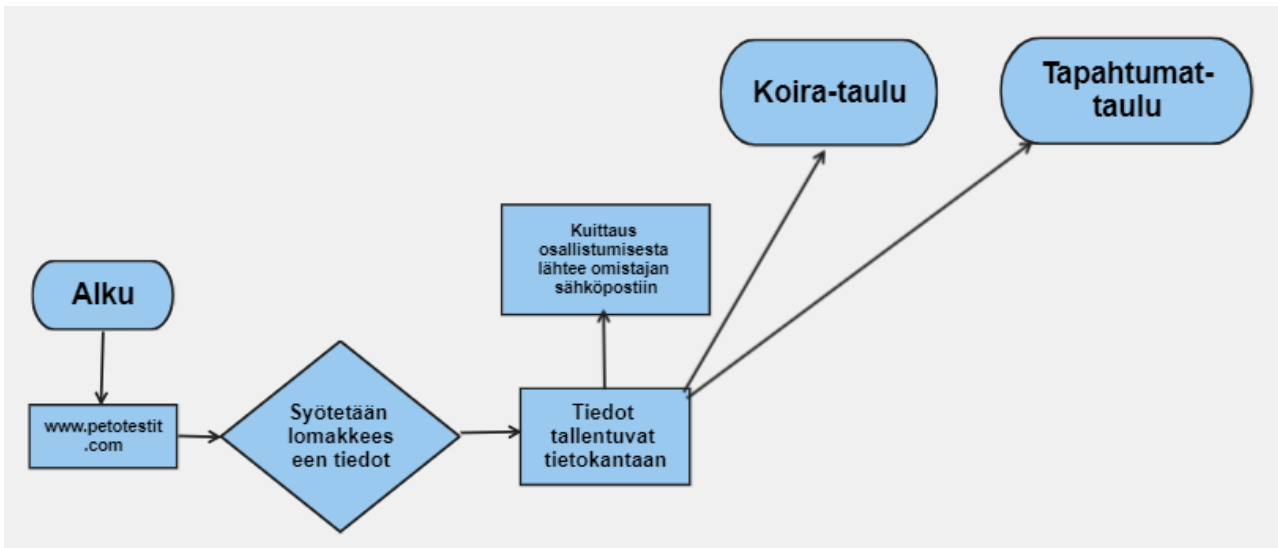 Koira-taulu
Tapahtumat-
taulu
Kuittaus
osallistumisesta
lähtee omistajan
sähköpostiin
Alku
www.petotestit
.com
Syötetään
lomakkees
een tiedot
Tiedot
tallentuvat
tietokantaan